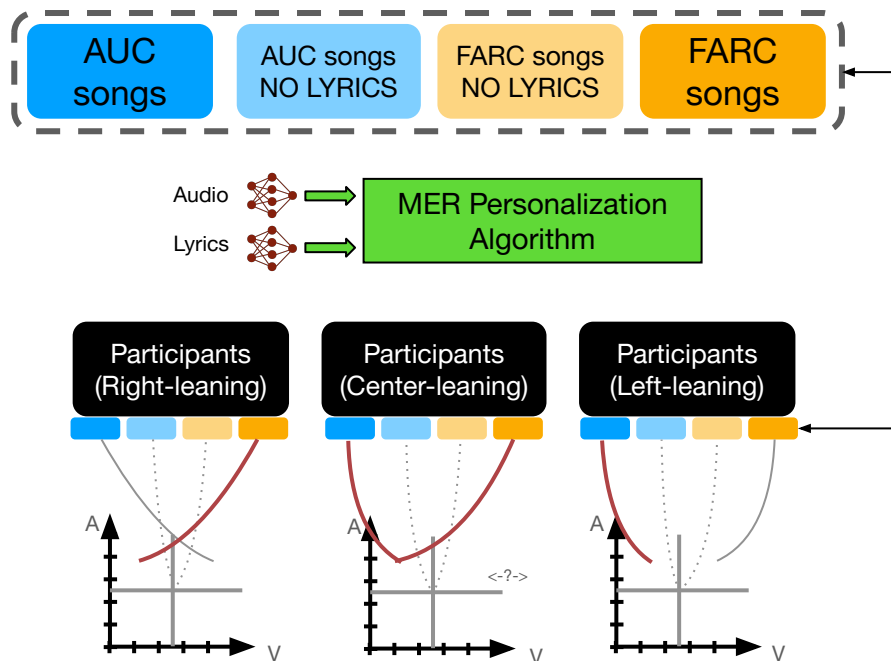 AUC
songs
AUC songs
NO LYRICS
FARC songs
NO LYRICS
FARC
songs
Audio
Lyrics
MER Personalization
Algorithm
Participants
(Right-leaning)
Participants
(Center-leaning)
Participants
(Left-leaning)
A
V
A
<-?->
V
A
V